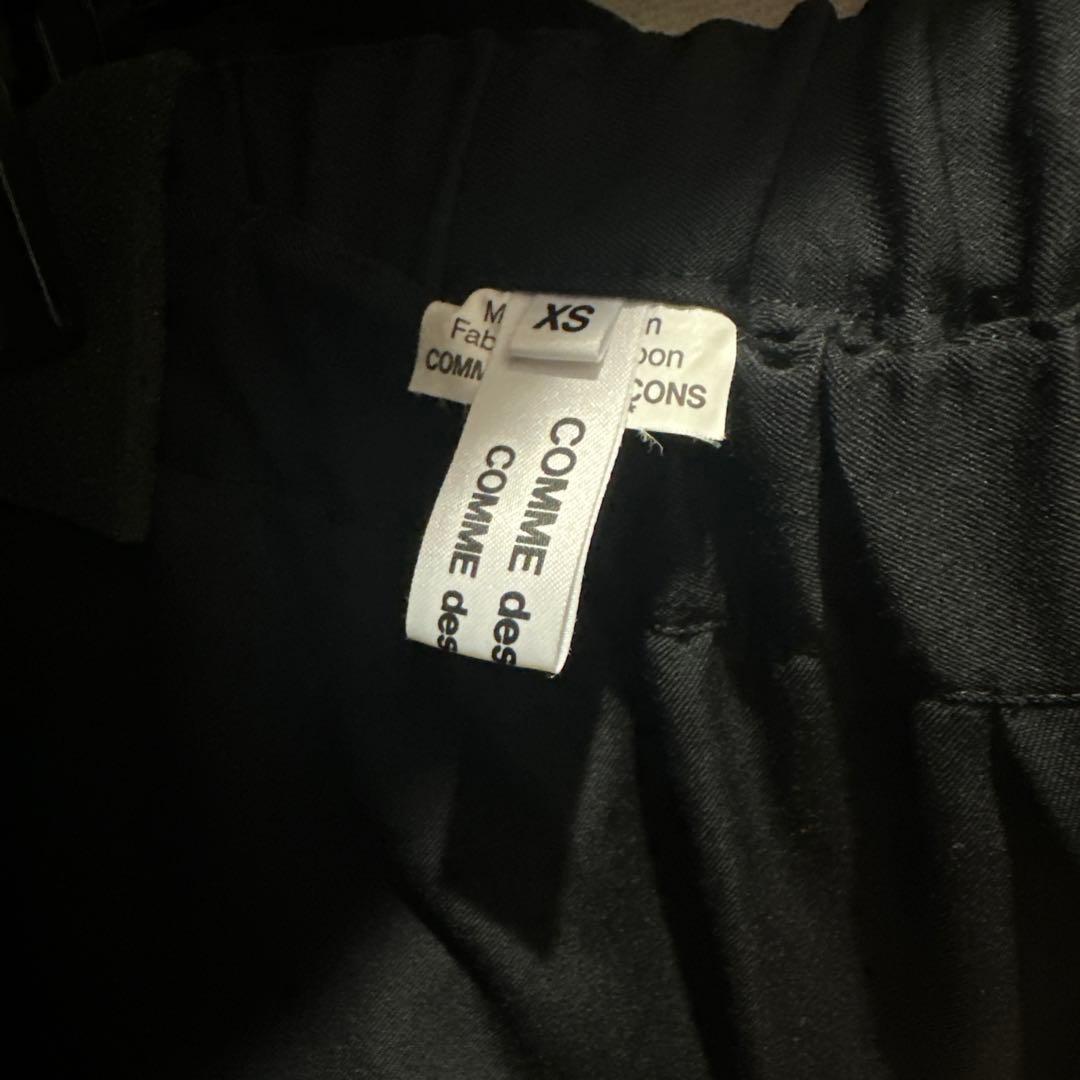 XS
M
n
Fab
pon
COMM
ÇONS
*
COMME des
COMME des